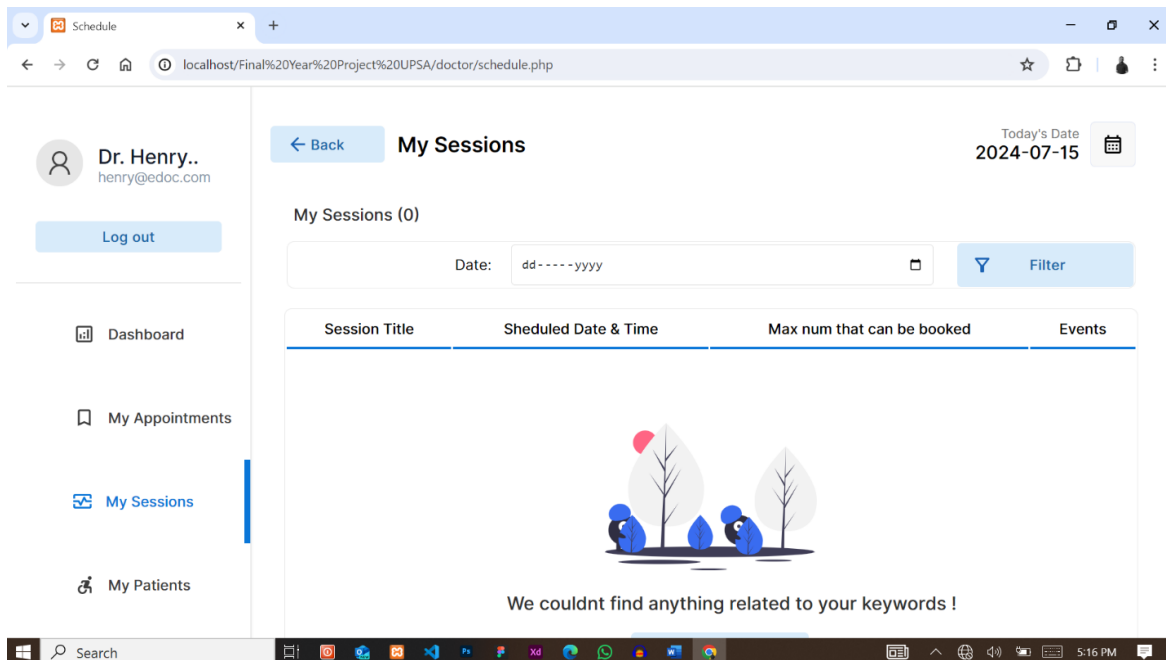 Schedule
localhost/Final%20Year%20Project%20UPSA/doctor/schedule.php
Dr. Henry..
henry@edoc.com
Log out
Dashboard
My Appointments
My Sessions
My Patients
Back
My Sessions
Today's Date
2024-07-15
My Sessions (0)
Date:
dd-----yyyy
Filter
Session Title Sheduled Date & Time Max num that can be booked Events
We couldnt find anything related to your keywords !
Search
Ps
Xd
5:16 PM